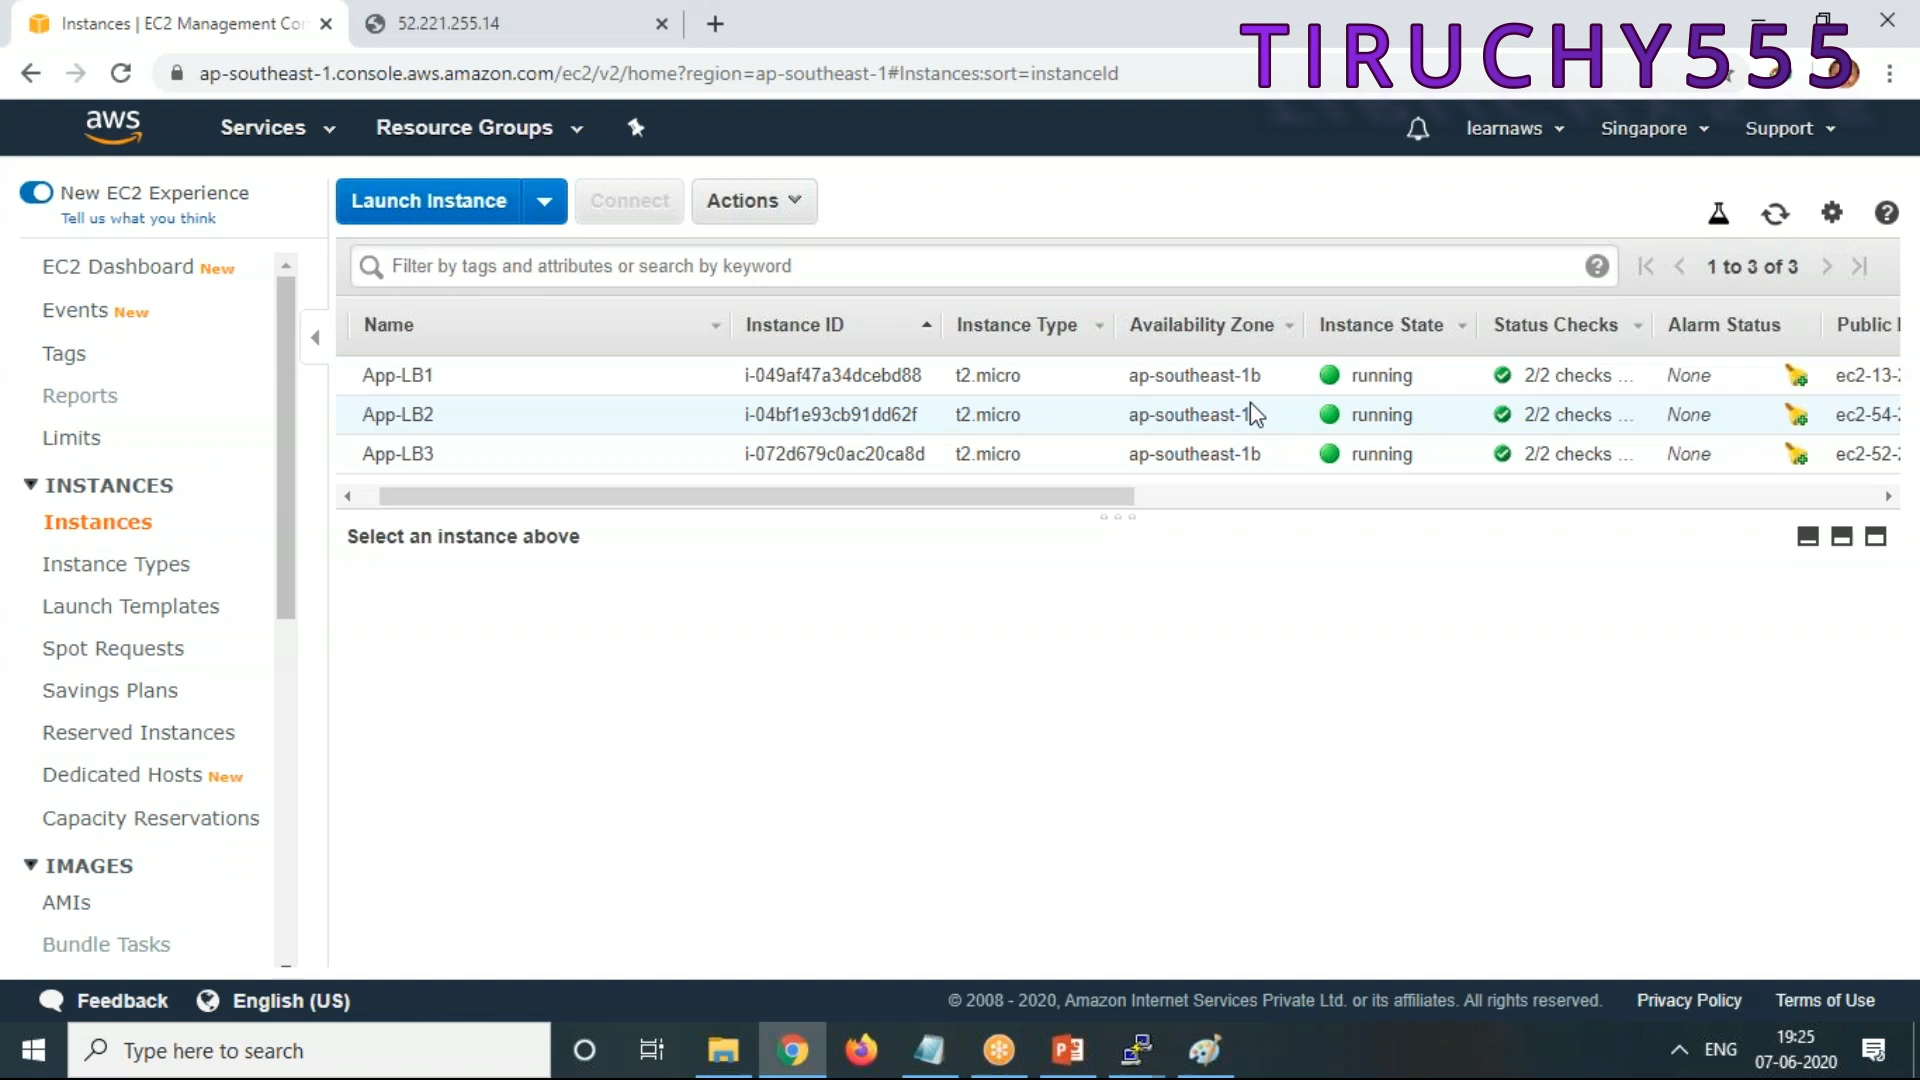 Instances | EC2 Management Co
52.221.255.14
TIRUCHY555
ap-southeast-1.console.aws.amazon.com/ec2/v2/home?region=ap-southeast-1#Instances:sort=instanceId
aws
Services
Resource Groups
learnaws
Singapore
Support
New EC2 Experience
Tell us what you think
Launch Instance
Connect
Actions
EC2 Dashboard New
Events New
Tags
Reports
Limits
INSTANCES
Instances
Instance Types
Launch Templates
Spot Requests
Savings Plans
Reserved Instances
Dedicated Hosts New
Capacity Reservations
IMAGES
AMIs
Bundle Tasks
Filter by tags and attributes or search by keyword
1 to 3 of 3
Name Instance ID Instance Type Availability Zone Instance State Status Checks Alarm Status Public
App-LB1 i-049af47a34dcebd88 t2.micro ap-southeast-1b running 2/2 checks ... None ec2-13-
App-LB2 i-04bf1e93cb91dd62f t2.micro running 2/2 checks ... None ec2-54-
App-LB3 i-072d679c0ac20ca8d t2.micro ap-southeast-1b running 2/2 checks ... None ec2-52-
Select an instance above
Feedback
English (US)
© 2008 - 2020, Amazon Internet Services Private Ltd. or its affiliates. All rights reserved.
Privacy Policy
Terms of Use
Type here to search
ENG
19:25
07-06-2020